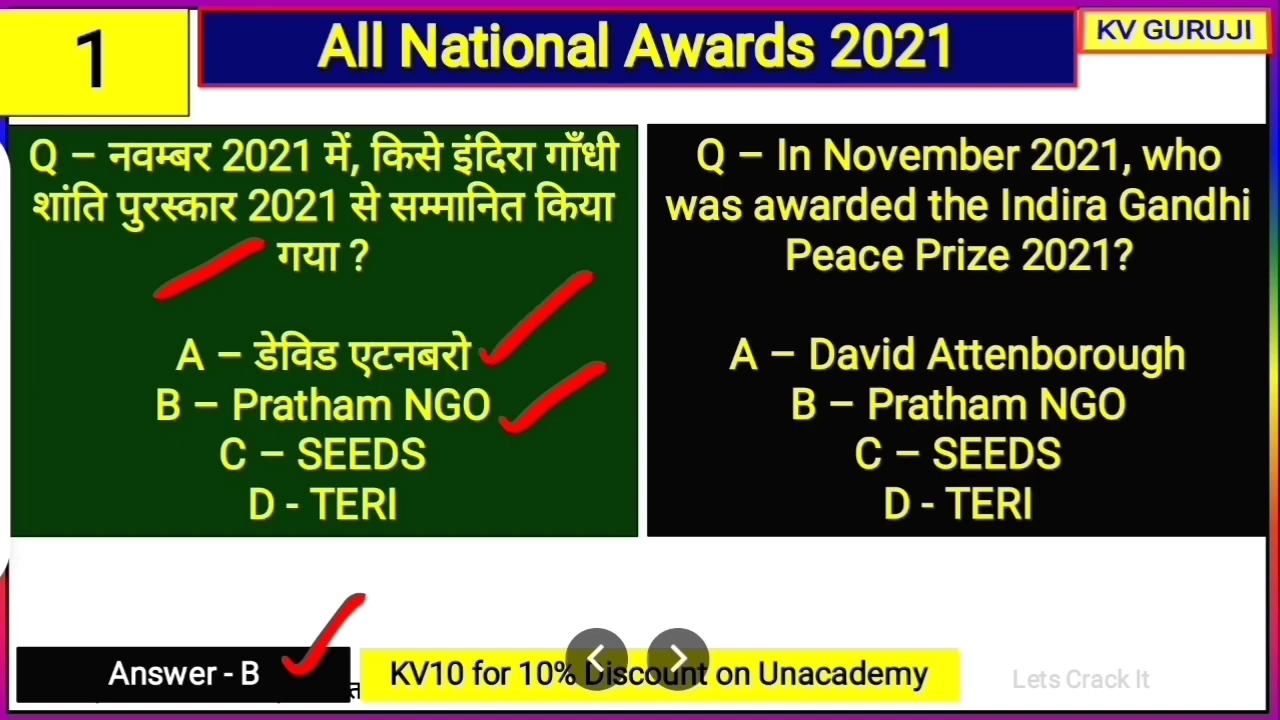 1
All National Awards 2021
KV GURUJI
Q – नवम्बर 2021 में, किसे इंदिरा गाँधी
शांति पुरस्कार 2021 से सम्मानित किया
गया ?
A – डेविड एटनबरो
B – Pratham NGO
C – SEEDS
D - TERI
Q – In November 2021, who
was awarded the Indira Gandhi
Peace Prize 2021?
A – David Attenborough
B – Pratham NGO
C – SEEDS
D - TERI
Answer - B
KV10 for 10% Discount on Unacademy
Lets Crack It